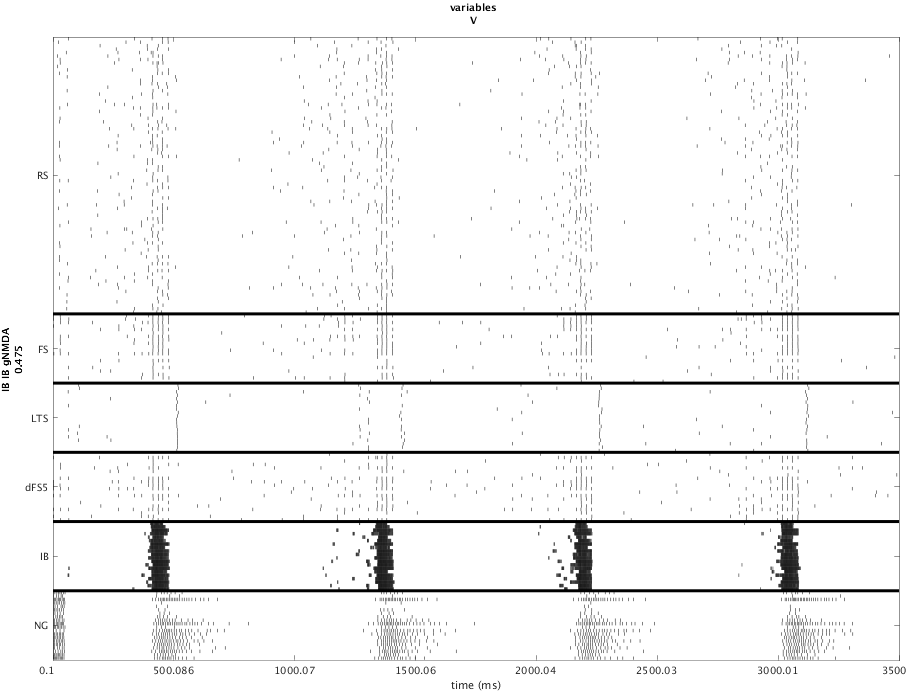 variables
V
RS
FS
LTS
dFS5
IB
NG
IB IB gNMDA
0.475
0.1
500.086
1000.07
1500.06
2000.04
2500.03
3000.01
3500
time (ms)